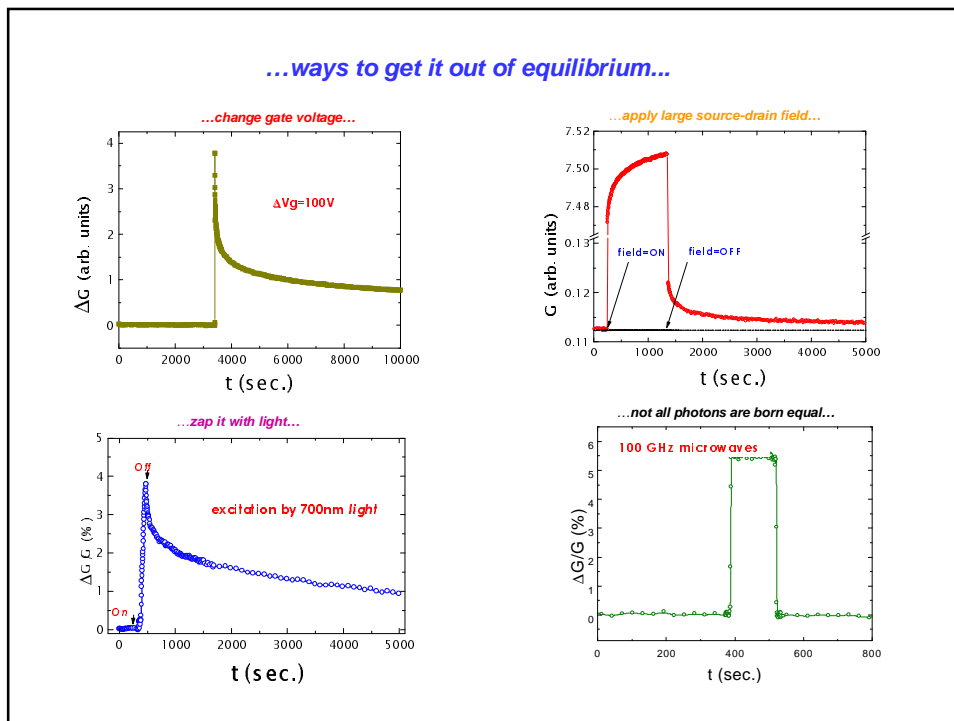 ...ways to get it out of equilibrium...
...change gate voltage...
4
3
2
1
0
ΔG (arb. units)
ΔVg=100V
0 2000 4000 6000 8000 10000
t (sec.)
...apply large source-drain field...
7.52
7.50
7.48
0.13
0.12
0.11
G (arb. units)
field=ON
field=OFF
0 1000 2000 3000 4000 5000
t (sec.)
...zap it with light...
5
4
3
2
1
0
ΔG/G (%)
Off
On
excitation by 700nm light
0 1000 2000 3000 4000 5000
t (sec.)
...not all photons are born equal...
6
5
4
3
2
1
0
ΔG/G (%)
100 GHz microwaves
0 200 400 600 800
t (sec.)